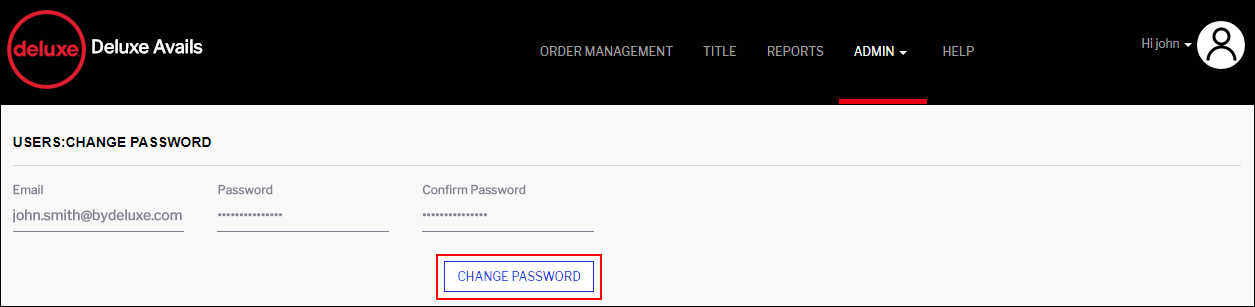 deluxe Deluxe Avails
ORDER MANAGEMENT TITLE REPORTS ADMIN HELP
Hi john
USERS:CHANGE PASSWORD
Email Password Confirm Password
john.smith@bydeluxe.com ••••••••••••••• •••••••••••••••
CHANGE PASSWORD